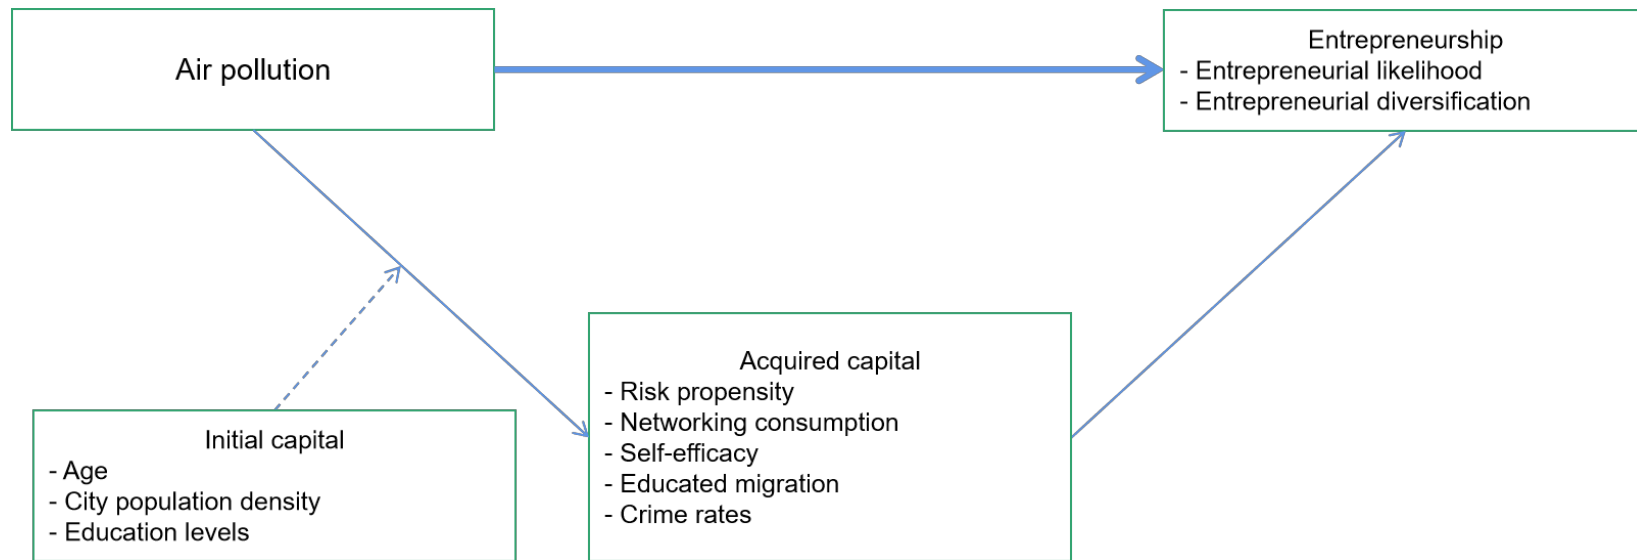 Air pollution
Entrepreneurship
- Entrepreneurial likelihood
- Entrepreneurial diversification
Acquired capital
- Risk propensity
- Networking consumption
- Self-efficacy
- Educated migration
- Crime rates
Initial capital
- Age
- City population density
- Education levels